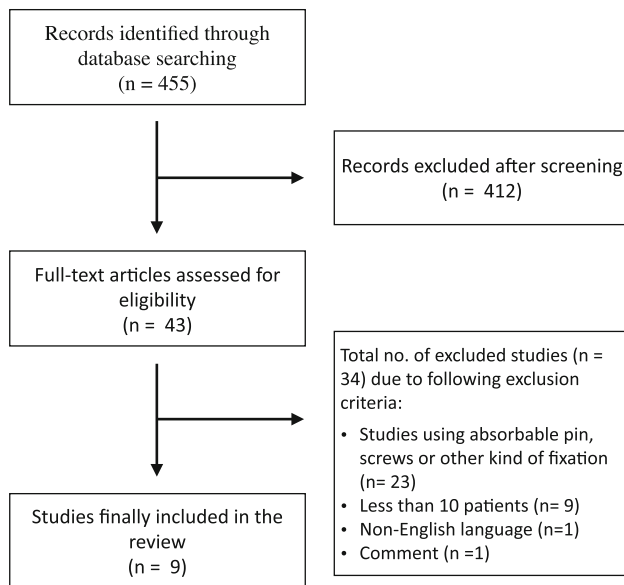 Records identified through
database searching
(n = 455)
Records excluded after screening
(n = 412)
Full-text articles assessed for
eligibility
(n = 43)
Total no. of excluded studies (n =
34) due to following exclusion
criteria:
• Studies using absorbable pin,
screws or other kind of fixation
(n= 23)
• Less than 10 patients (n= 9)
• Non-English language (n=1)
• Comment (n =1)
Studies finally included in the
review
(n = 9)